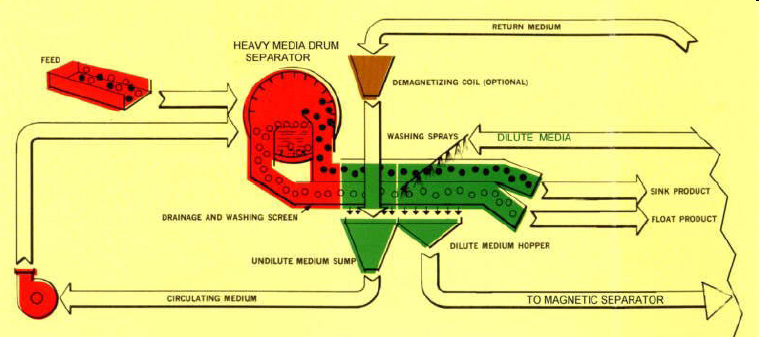 RETURN MEDIUM
HEAVY MEDIA DRUM
SEPARATOR
FEED
DEMAGNETIZING COIL (OPTIONAL)
WASHING SPRAYS
DILUTE MEDIA
SINK PRODUCT
DRAINAGE AND WASHING SCREEN
FLOAT PRODUCT
DILUTE MEDIUM HOPPER
UNIDILUTE MEDIUM SUMP
CIRCULATING MEDIUM
TO MAGNETIC SEPARATOR